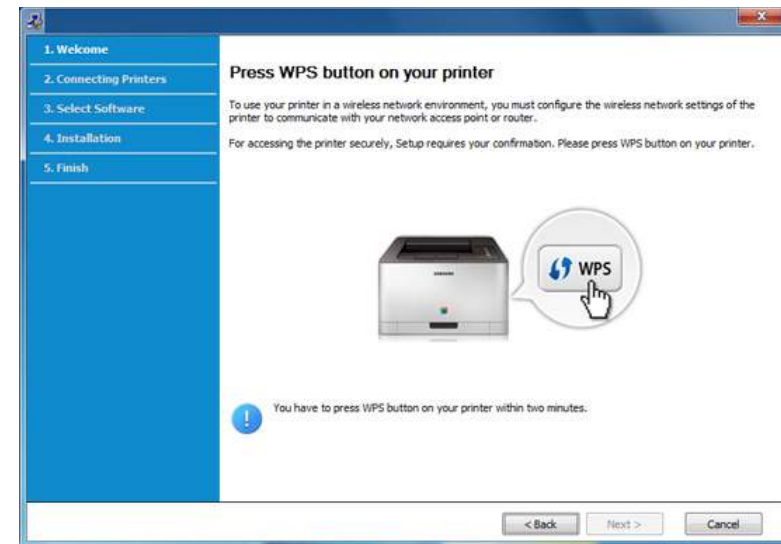 1. Welcome
2. Connecting Printers
3. Select Software
4. Installation
5. Finish
Press WPS button on your printer
To use your printer in a wireless network environment, you must configure the wireless network settings of the
printer to communicate with your network access point or router.
For accessing the printer securely, Setup requires your confirmation. Please press WPS button on your printer.
SAMSUNG
WPS
You have to press WPS button on your printer within two minutes.
< Back
Next >
Cancel